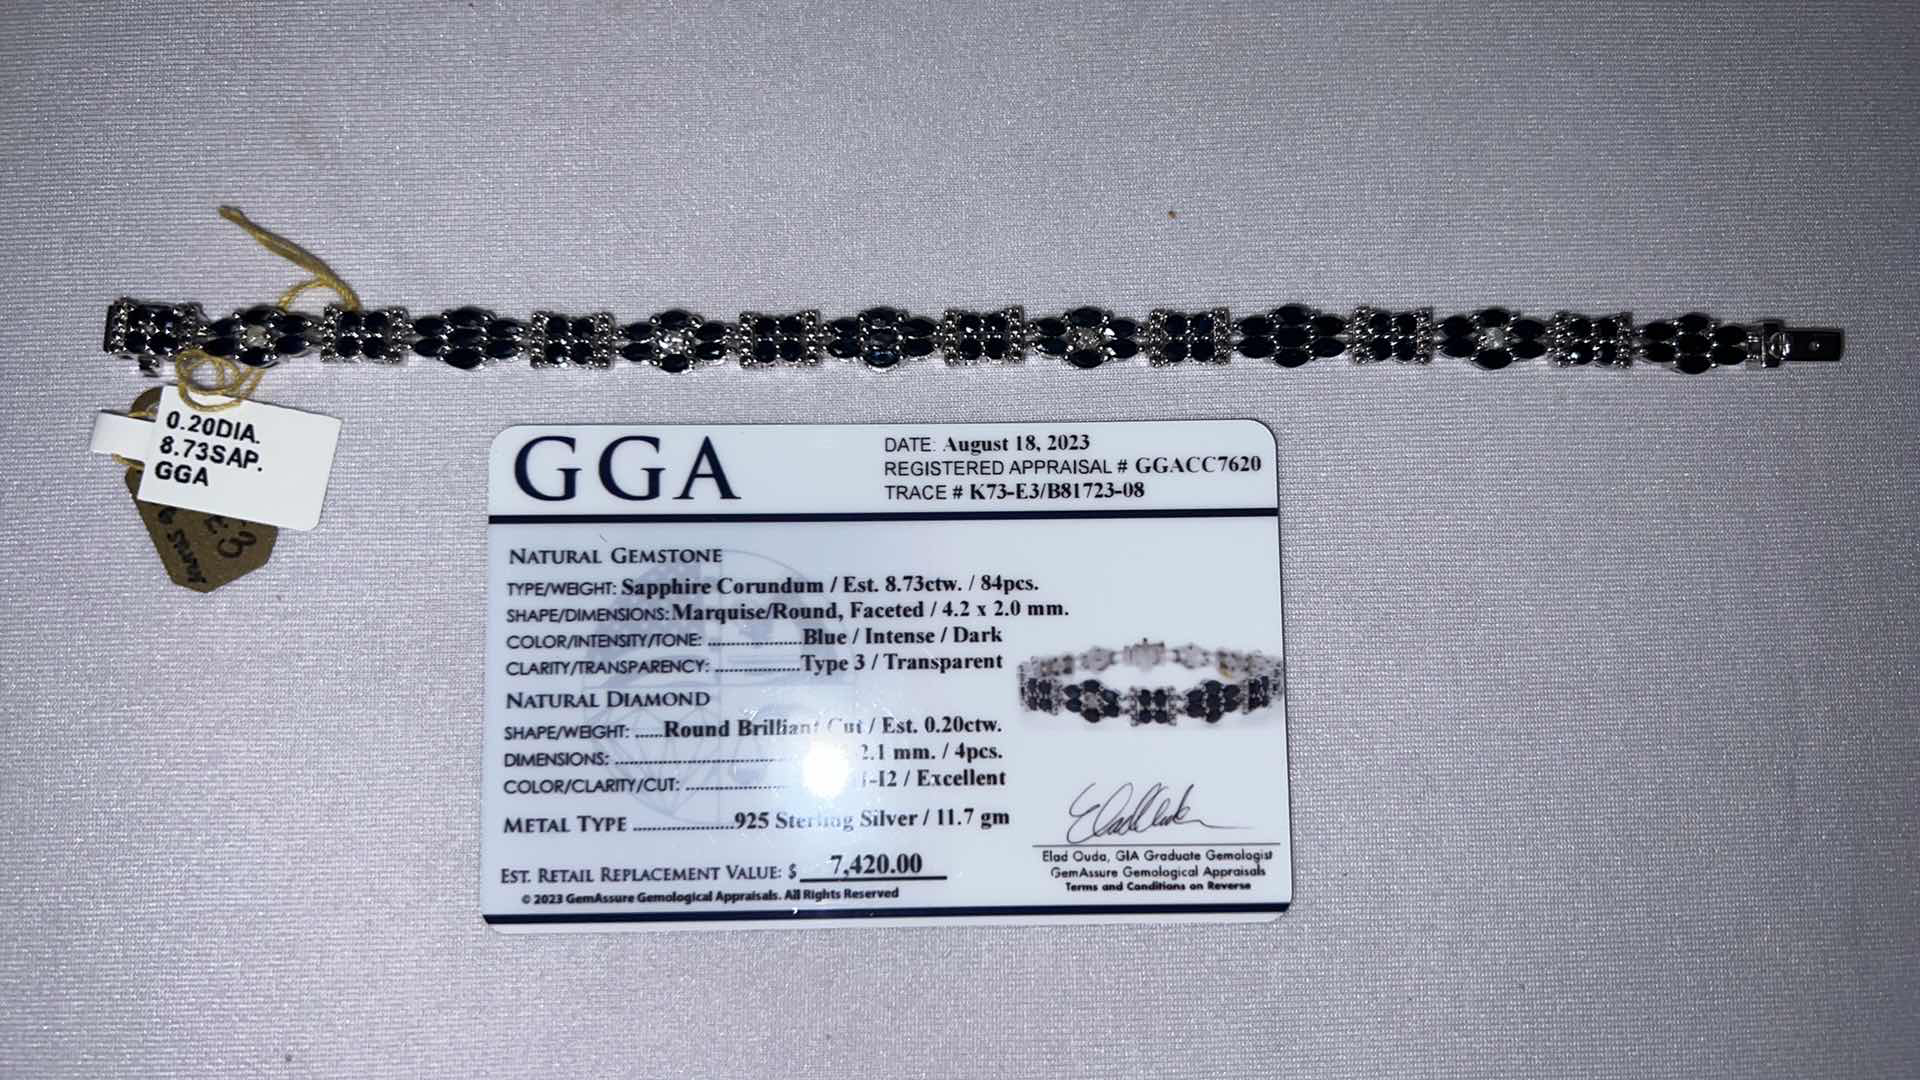 0.20DIA.
8.73SAP.
GGA
E3
GGA
DATE: August 18, 2023
REGISTERED APPRAISAL # GGACC7620
TRACE # K73-E3/B81723-08
NATURAL GEMSTONE
TYPE/WEIGHT: Sapphire Corundum / Est. 8.73ctw. / 84pcs.
SHAPE/DIMENSIONS: Marquise/Round, Faceted / 4.2 x 2.0 mm.
COLOR/INTENSITY/TONE: ..................Blue / Intense / Dark
CLARITY/TRANSPARENCY: ................Type 3 / Transparent
NATURAL DIAMOND
SHAPE/WEIGHT: ......Round Brilliant Cut / Est. 0.20ctw.
DIMENSIONS: ................................ 2.1 mm. / 4pcs.
COLOR/CLARITY/CUT: ................... -I2 / Excellent
METAL TYPE ....................925 Sterling Silver / 11.7 gm
EST. RETAIL REPLACEMENT VALUE: $ 7,420.00
© 2023 GemAssure Gemological Appraisals. All Rights Reserved
Elad Ouda, GIA Graduate Gemologist
GemAssure Gemological Appraisals
Terms and Conditions on Reverse